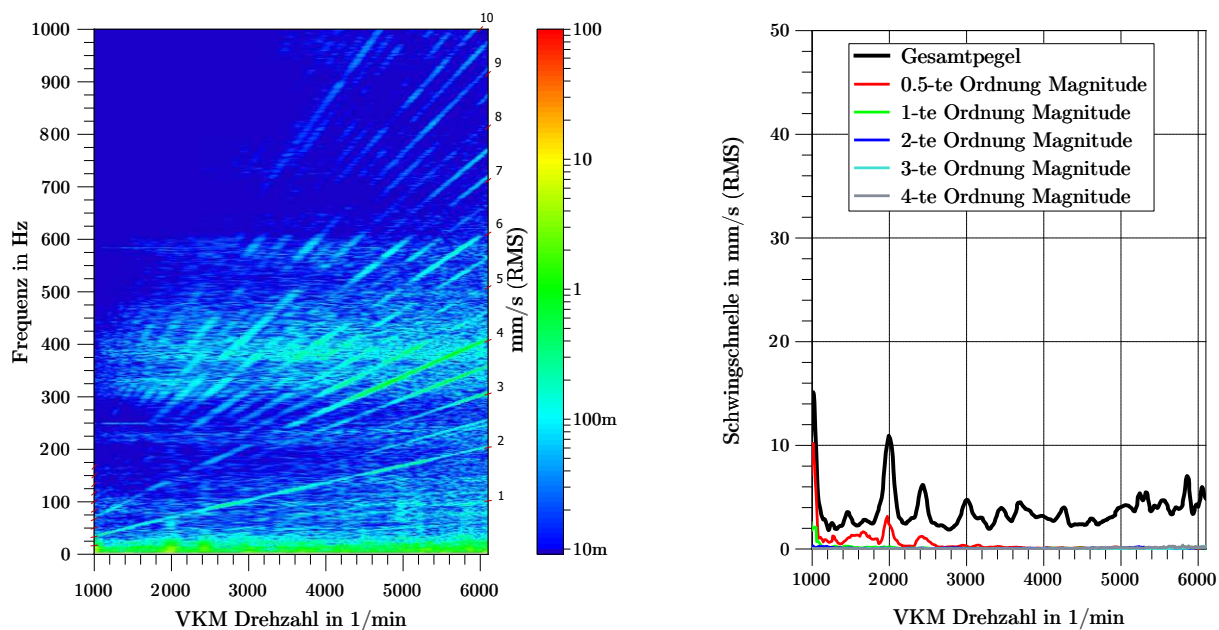 1000
900
800
700
600
500
400
300
200
100
0
Frequenz in Hz
1000 2000 3000 4000 5000 6000
VKM Drehzahl in 1/min
10
9
8
7
6
5
4
3
2
1
mm/s (RMS)
100
10
1
100m
10m
50
40
30
20
10
0
Schwingschnelle in mm/s (RMS)
Gesamtpegel
0.5-te Ordnung Magnitude
1-te Ordnung Magnitude
2-te Ordnung Magnitude
3-te Ordnung Magnitude
4-te Ordnung Magnitude
1000 2000 3000 4000 5000 6000
VKM Drehzahl in 1/min